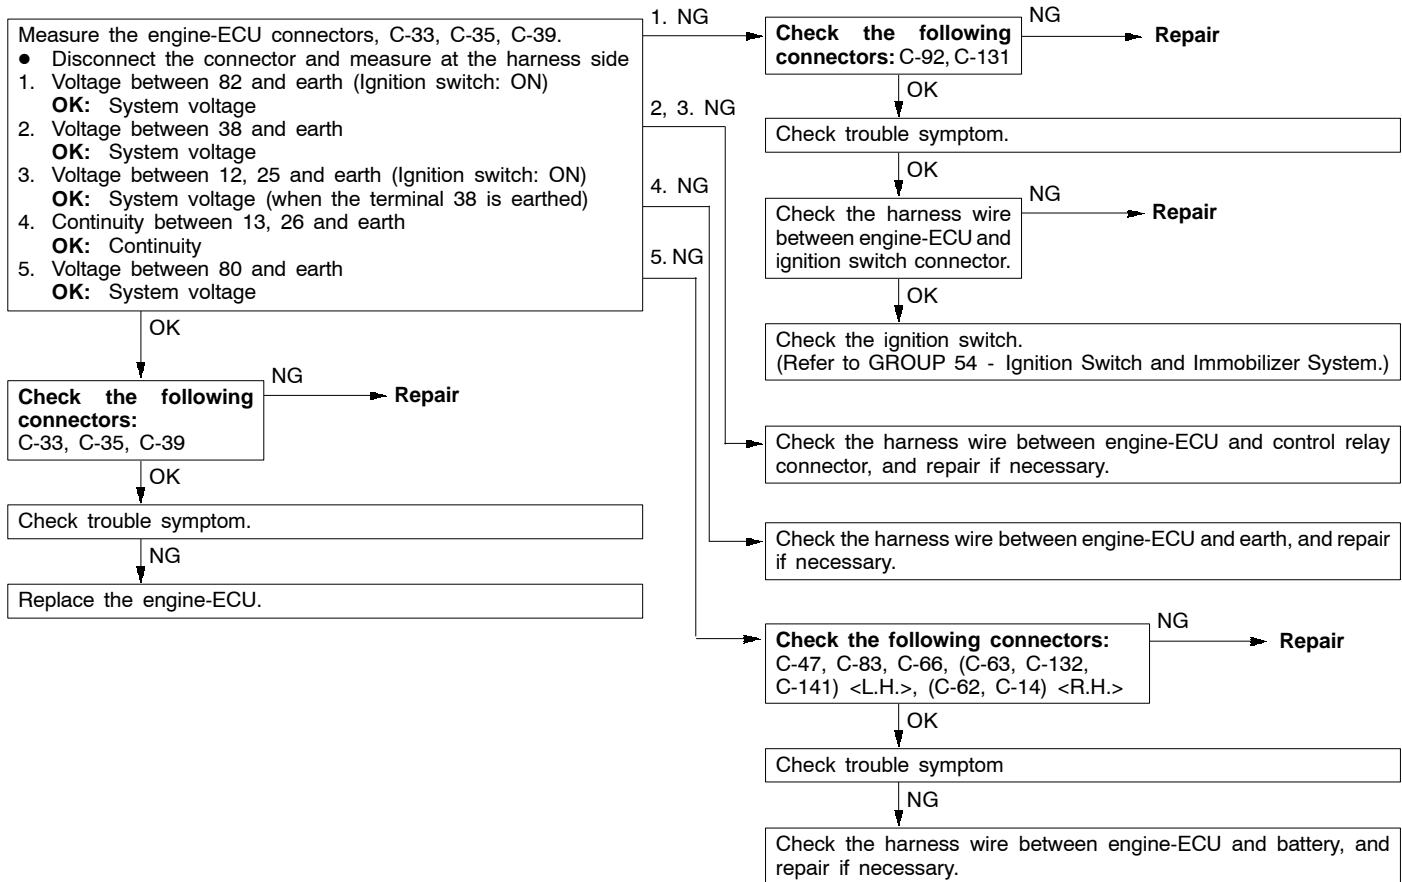 Measure the engine-ECU connectors, C-33, C-35, C-39.
● Disconnect the connector and measure at the harness side
1. Voltage between 82 and earth (Ignition switch: ON)
OK: System voltage
2. Voltage between 38 and earth
OK: System voltage
3. Voltage between 12, 25 and earth (Ignition switch: ON)
OK: System voltage (when the terminal 38 is earthed)
4. Continuity between 13, 26 and earth
OK: Continuity
5. Voltage between 80 and earth
OK: System voltage
OK
Check the following
connectors:
C-33, C-35, C-39
NG
Repair
OK
Check trouble symptom.
NG
Replace the engine-ECU.
1. NG
Check the following
connectors: C-92, C-131
NG
Repair
OK
Check trouble symptom.
OK
Check the harness wire
between engine-ECU and
ignition switch connector.
NG
Repair
OK
Check the ignition switch.
(Refer to GROUP 54 - Ignition Switch and Immobilizer System.)
2, 3. NG
Check the harness wire between engine-ECU and control relay
connector, and repair if necessary.
4. NG
Check the harness wire between engine-ECU and earth, and repair
if necessary.
5. NG
Check the following connectors:
C-47, C-83, C-66, (C-63, C-132,
C-141) <L.H.>, (C-62, C-14) <R.H.>
NG
Repair
OK
Check trouble symptom
NG
Check the harness wire between engine-ECU and battery, and
repair if necessary.